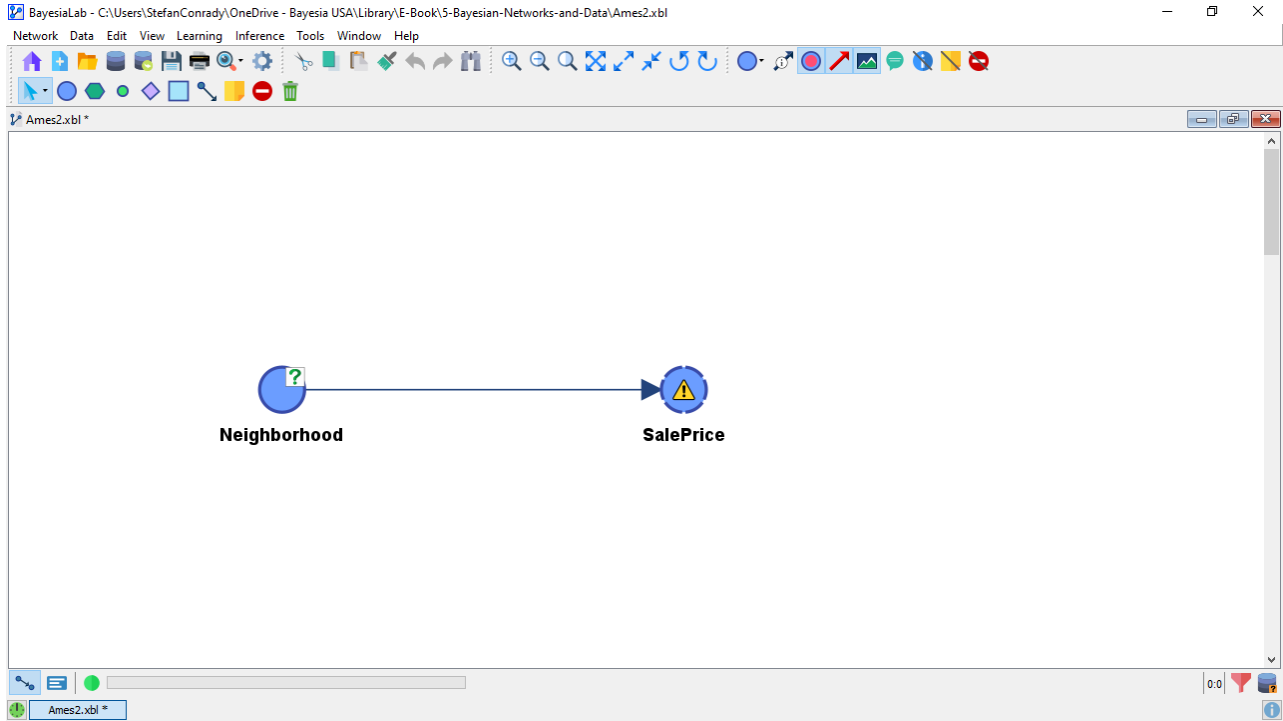 BayesiaLab - C:\Users\StefanConrady\OneDrive - Bayesia USA\Library\E-Book\5-Bayesian-Networks-and-Data\Ames2.xbl
Network Data Edit View Learning Inference Tools Window Help
Ames2.xbl *
?
Neighborhood
SalePrice
0:0
Ames2.xbl *